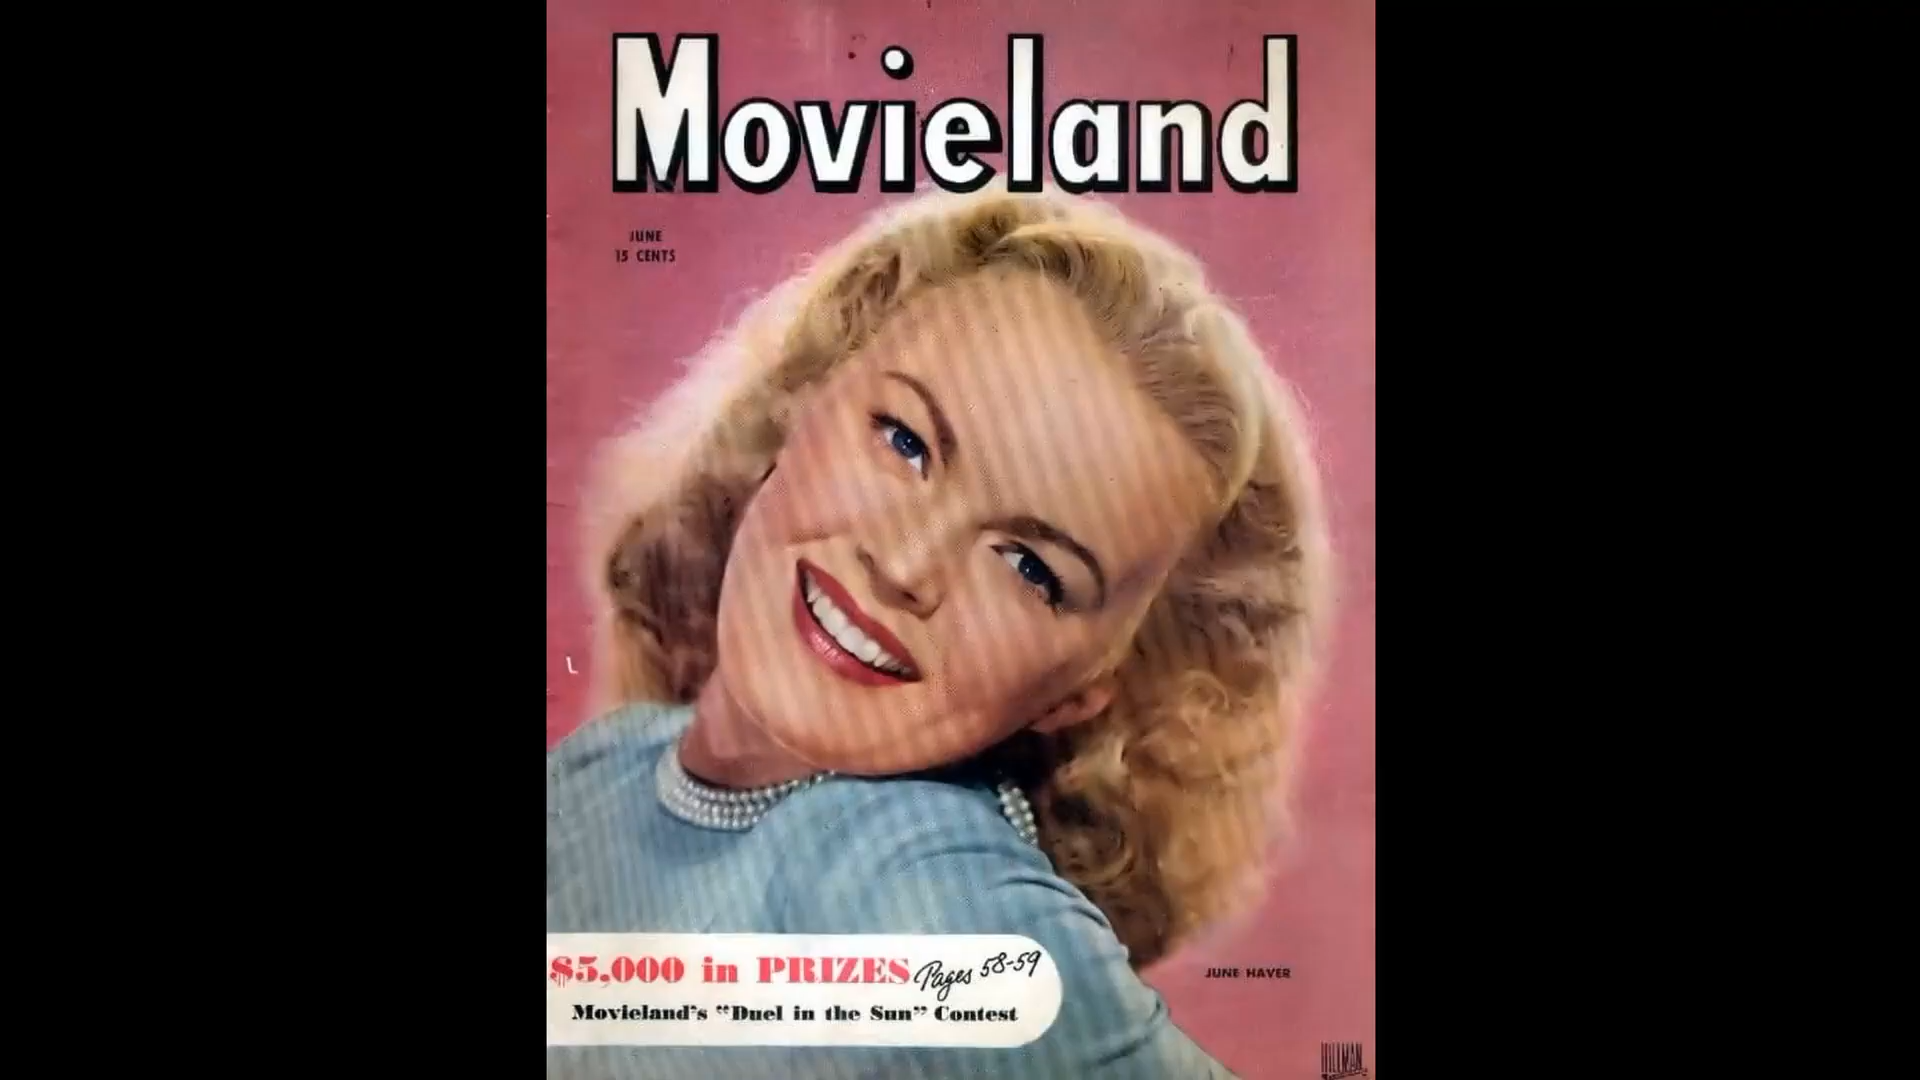 Movieland
JUNE
15 CENTS
L
$5,000 in PRIZES Pages 58-59
Movieland's "Duel in the Sun" Contest
JUNE HAVER
HILLMAN